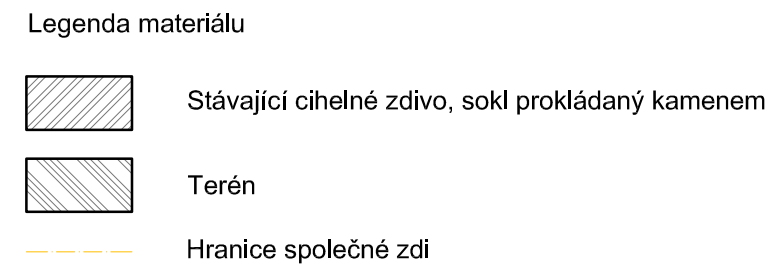 Legenda materiálu
Stávající cihelné zdivo, sokl prokládaný kamenem
Terén
Hranice společné zdi